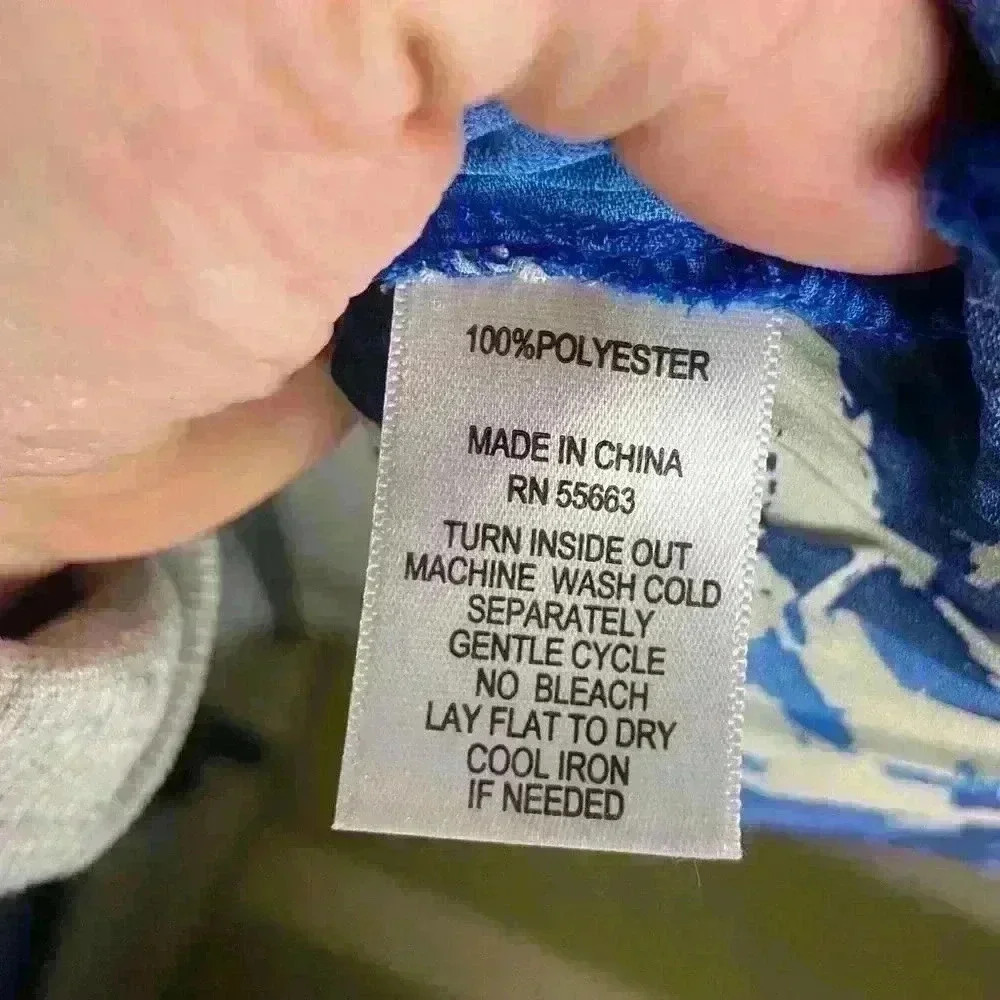 100%POLYESTER
MADE IN CHINA
RN 55663
TURN INSIDE OUT
MACHINE WASH COLD
SEPARATELY
GENTLE CYCLE
NO BLEACH
LAY FLAT TO DRY
COOL IRON
IF NEEDED